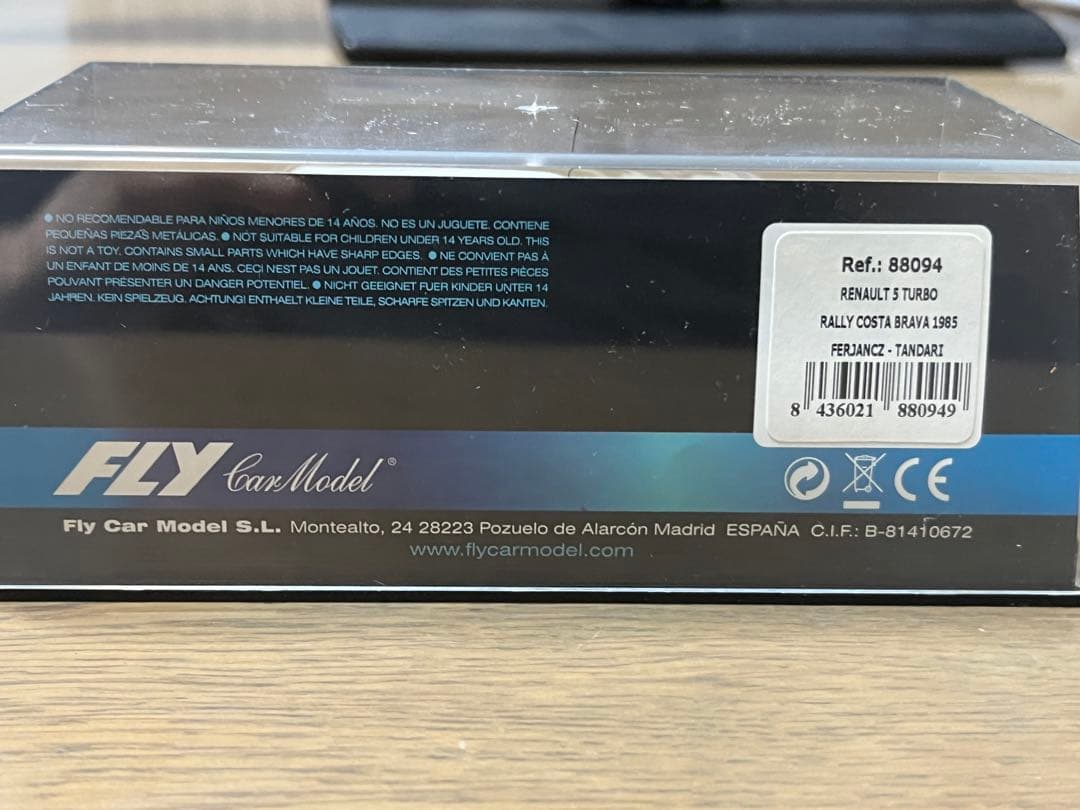 ● NO RECOMENDABLE PARA NIÑOS MENORES DE 14 AÑOS. NO ES UN JUGUETE. CONTIENE
PEQUEÑAS PIEZAS METÁLICAS. ● NOT SUITABLE FOR CHILDREN UNDER 14 YEARS OLD. THIS
IS NOT A TOY. CONTAINS SMALL PARTS WHICH HAVE SHARP EDGES. ● NE CONVIENT PAS À
UN ENFANT DE MOINS DE 14 ANS. CECI N'EST PAS UN JOUET. CONTIENT DES PETITES PIÈCES
POUVANT PRÉSENTER UN DANGER POTENTIEL. ● NICHT GEEIGNET FUER KINDER UNTER 14
JAHREN. KEIN SPIELZEUG. ACHTUNG! ENTHAELT KLEINE TEILE, SCHARFE SPITZEN UND KANTEN.
Ref.: 88094
RENAULT 5 TURBO
RALLY COSTA BRAVA 1985
FERJANCZ - TANDARI
8 436021 880949
FLY Car Model®
CE
Fly Car Model S.L. Montealto, 24 28223 Pozuelo de Alarcón Madrid ESPAÑA C.I.F.: B-81410672
www.flycarmodel.com